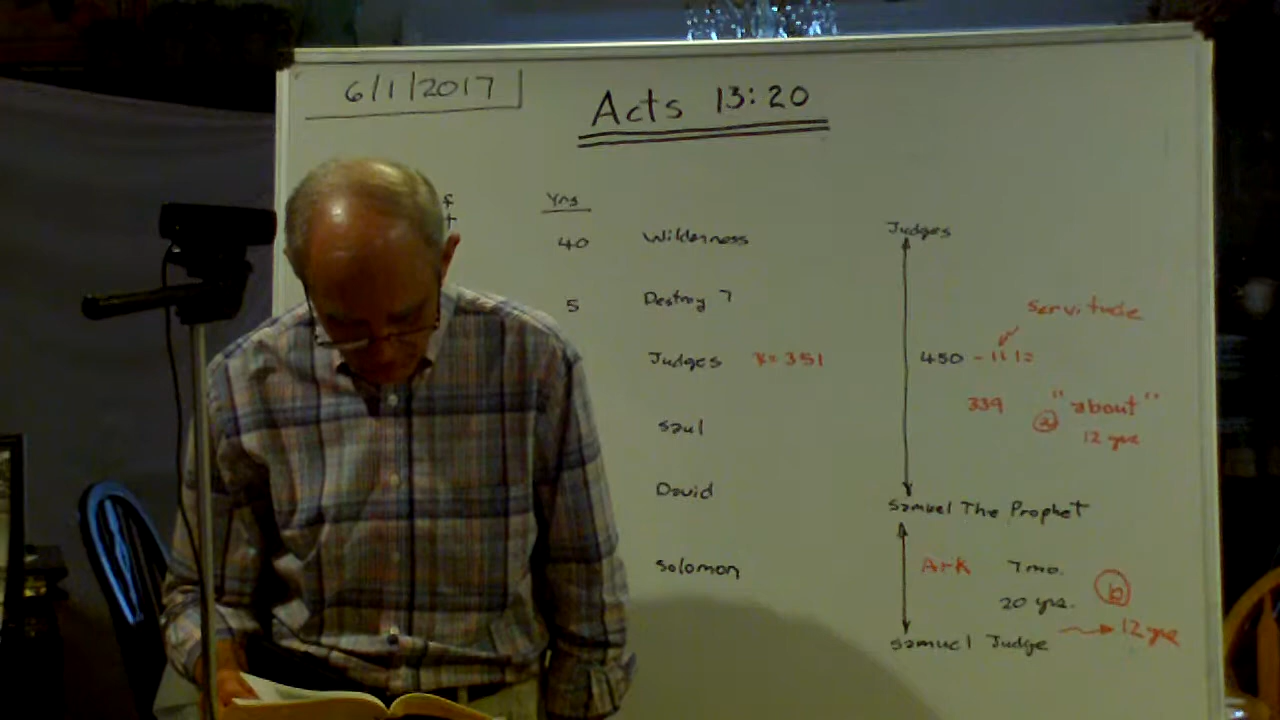 6/1/2017
Acts 13:20
Yrs
40 Wilderness
5 Destroy 7
Judges x= 351
Saul
David
Solomon
Judges
servitude
450 - 111=
339 "about"
a 12 yrs
Samuel The Prophet
Ark 7 mo.
20 yrs. b
Samuel Judge → 12 yrs